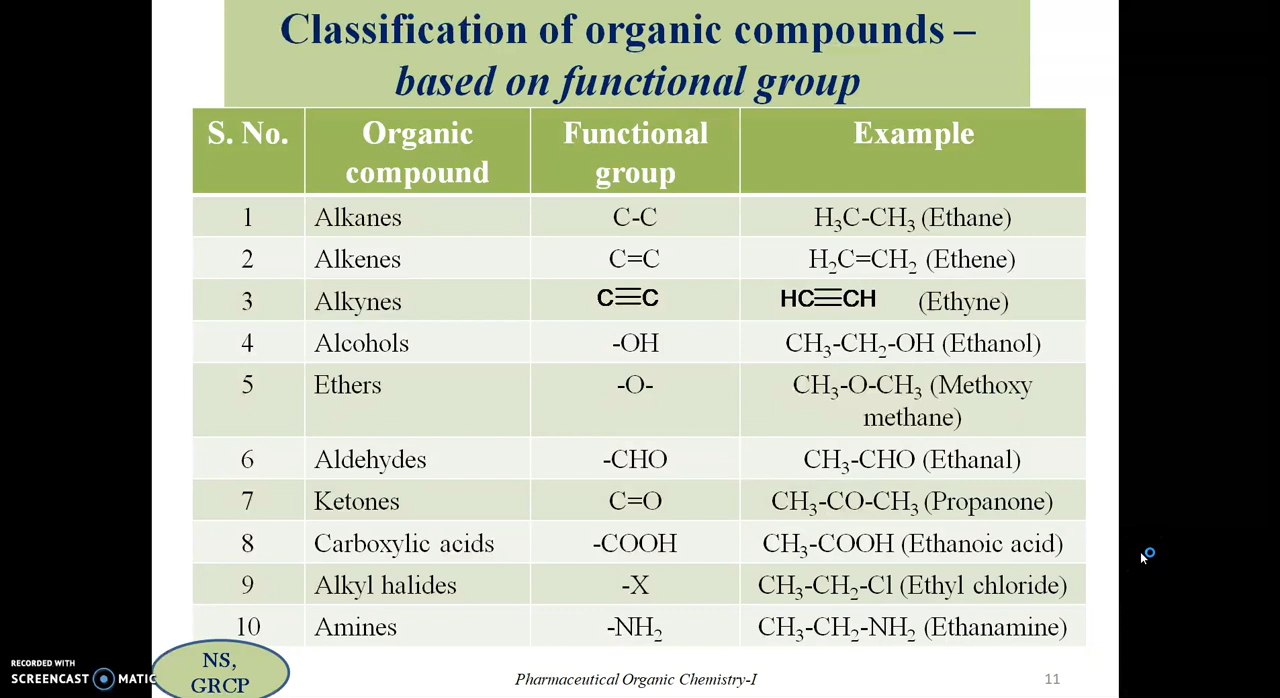 Classification of organic compounds –
based on functional group
S. No. Organic compound Functional group Example
1 Alkanes C-C H₃C-CH₃ (Ethane)
2 Alkenes C=C H₂C=CH₂ (Ethene)
3 Alkynes C≡C HC≡CH (Ethyne)
4 Alcohols -OH CH₃-CH₂-OH (Ethanol)
5 Ethers -O- CH₃-O-CH₃ (Methoxy
methane)
6 Aldehydes -CHO CH₃-CHO (Ethanal)
7 Ketones C=O CH₃-CO-CH₃ (Propanone)
8 Carboxylic acids -COOH CH₃-COOH (Ethanoic acid)
9 Alkyl halides -X CH₃-CH₂-Cl (Ethyl chloride)
10 Amines -NH₂ CH₃-CH₂-NH₂ (Ethanamine)
NS,
GRCP
RECORDED WITH
SCREENCAST MATIC
Pharmaceutical Organic Chemistry-I
11